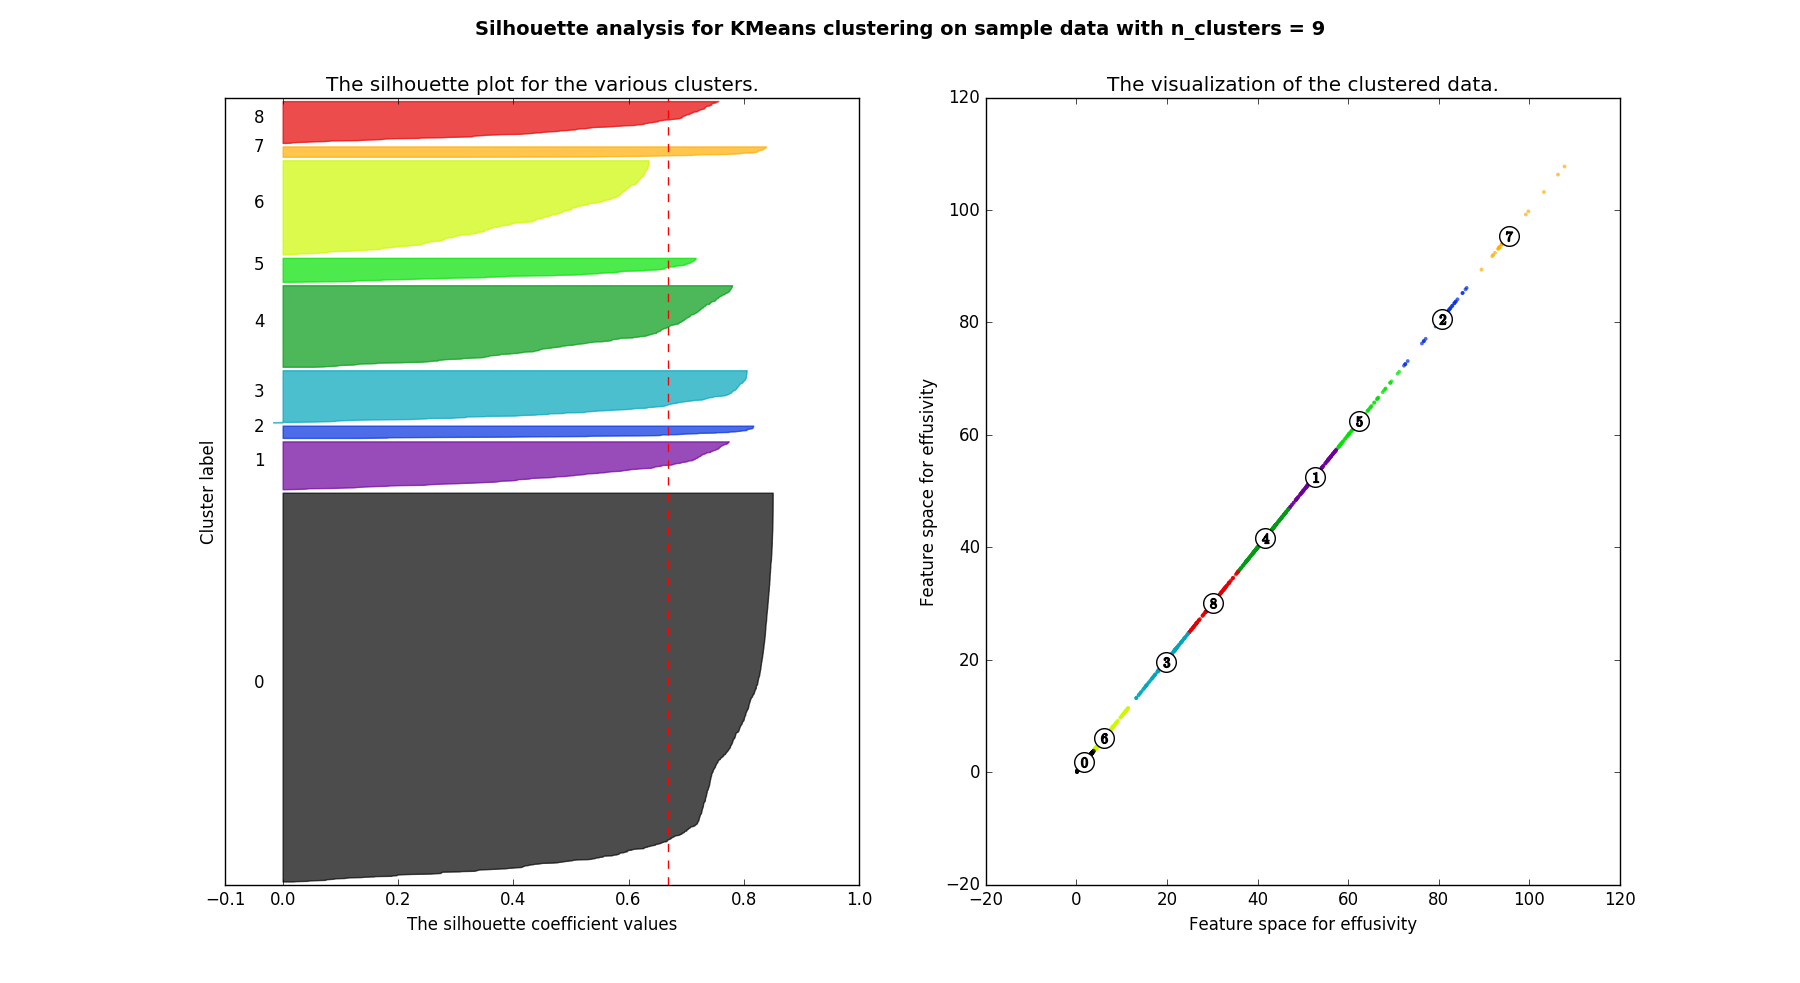 Silhouette analysis for KMeans clustering on sample data with n_clusters = 9
The silhouette plot for the various clusters.
8
7
6
5
4
3
2
1
0
Cluster label
−0.1 0.0 0.2 0.4 0.6 0.8 1.0
The silhouette coefficient values
The visualization of the clustered data.
120
100
80
60
40
20
0
−20
Feature space for effusivity
7
2
5
1
4
8
3
6
0
−20 0 20 40 60 80 100 120
Feature space for effusivity